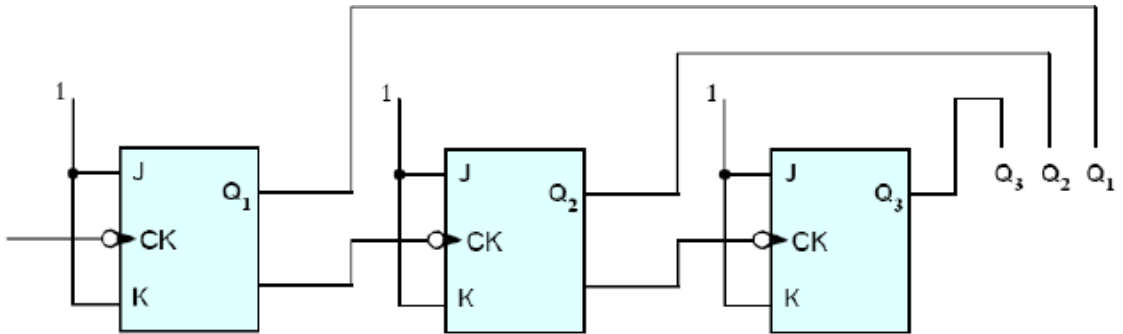 1 1 1
J J J Q₃ Q₂ Q₁
Q₁ Q₂ Q₃
CK CK CK
K K K